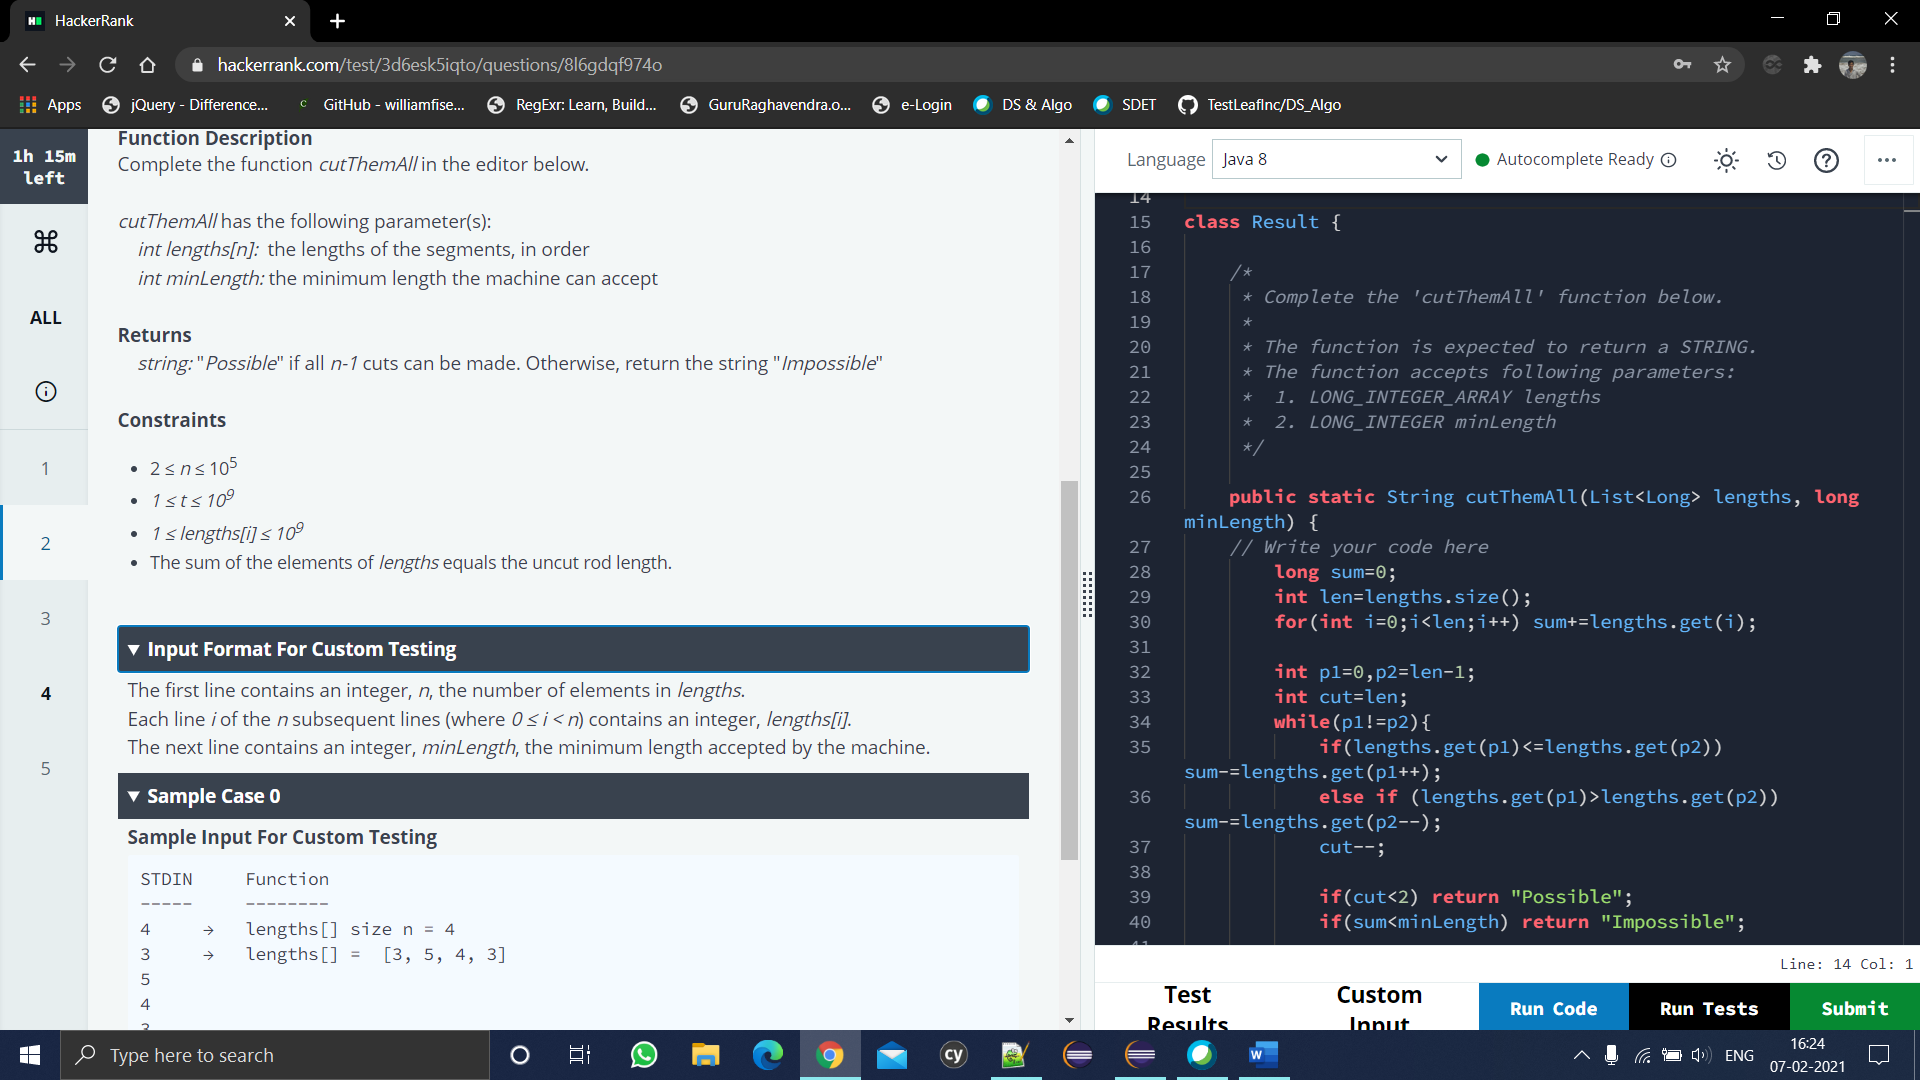 HackerRank
hackerrank.com/test/3d6esk5iqto/questions/8l6gdqf974o
Apps jQuery - Difference... GitHub - williamfise... RegExr: Learn, Build... GuruRaghavendra.o... e-Login DS & Algo SDET TestLeafInc/DS_Algo
1h 15m
left
ALL
1
2
3
4
5
Function Description
Complete the function cutThemAll in the editor below.
cutThemAll has the following parameter(s):
int lengths[n]: the lengths of the segments, in order
int minLength: the minimum length the machine can accept
Returns
string: "Possible" if all n-1 cuts can be made. Otherwise, return the string "Impossible"
Constraints
• 2 ≤ n ≤ 10^5
• 1 ≤ t ≤ 10^9
• 1 ≤ lengths[i] ≤ 10^9
• The sum of the elements of lengths equals the uncut rod length.
▼ Input Format For Custom Testing
The first line contains an integer, n, the number of elements in lengths.
Each line i of the n subsequent lines (where 0 ≤ i < n) contains an integer, lengths[i].
The next line contains an integer, minLength, the minimum length accepted by the machine.
▼ Sample Case 0
Sample Input For Custom Testing
STDIN Function
----- --------
4 → lengths[] size n = 4
3 → lengths[] = [3, 5, 4, 3]
5
4
3
Language Java 8 Autocomplete Ready
14
15 class Result {
16
17 /*
18 * Complete the 'cutThemAll' function below.
19 *
20 * The function is expected to return a STRING.
21 * The function accepts following parameters:
22 * 1. LONG_INTEGER_ARRAY lengths
23 * 2. LONG_INTEGER minLength
24 */
25
26 public static String cutThemAll(List<Long> lengths, long
minLength) {
27 // Write your code here
28 long sum=0;
29 int len=lengths.size();
30 for(int i=0;i<len;i++) sum+=lengths.get(i);
31
32 int p1=0,p2=len-1;
33 int cut=len;
34 while(p1!=p2){
35 if(lengths.get(p1)<=lengths.get(p2))
sum-=lengths.get(p1++);
36 else if (lengths.get(p1)>lengths.get(p2))
sum-=lengths.get(p2--);
37 cut--;
38
39 if(cut<2) return "Possible";
40 if(sum<minLength) return "Impossible";
41
Line: 14 Col: 1
Test
Results
Custom
Input
Run Code Run Tests Submit
Type here to search
cy
W
ENG
16:24
07-02-2021